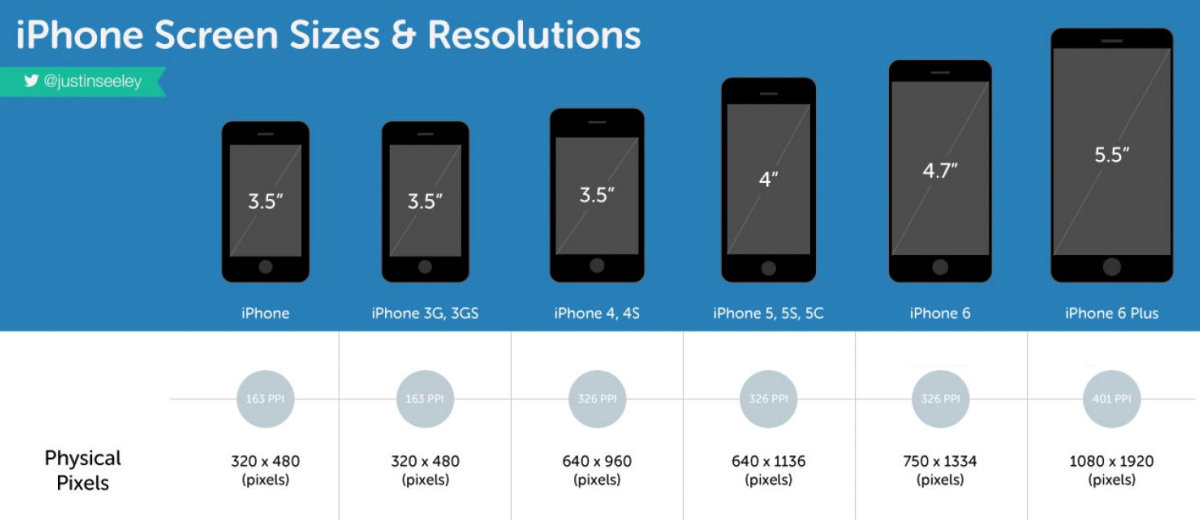 iPhone Screen Sizes & Resolutions
@justinseeley
3.5”
3.5”
3.5”
4”
4.7”
5.5”
iPhone
iPhone 3G, 3GS
iPhone 4, 4S
iPhone 5, 5S, 5C
iPhone 6
iPhone 6 Plus
163 PPI
163 PPI
326 PPI
326 PPI
326 PPI
401 PPI
Physical
Pixels
320 x 480
(pixels)
320 x 480
(pixels)
640 x 960
(pixels)
640 x 1136
(pixels)
750 x 1334
(pixels)
1080 x 1920
(pixels)